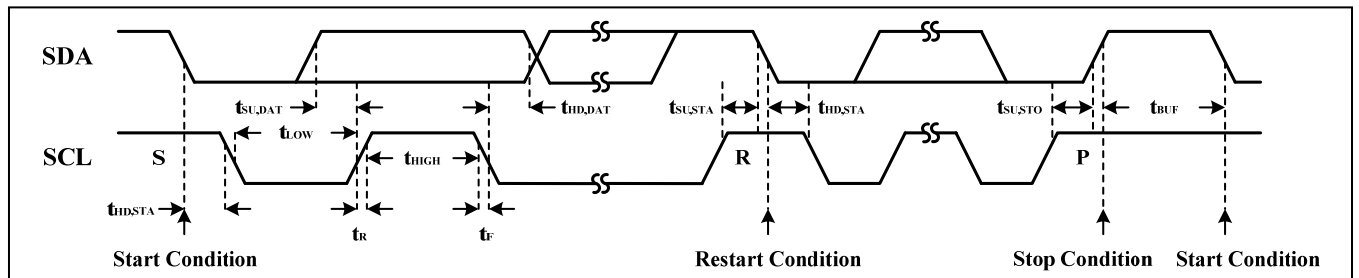 SDA
tSU,DAT
tHD,DAT
tSU,STA
tHD,STA
tSU,STO
tBUF
tLOW
SCL
S
tHIGH
R
P
tHD,STA
tR
tF
Start Condition
Restart Condition
Stop Condition
Start Condition